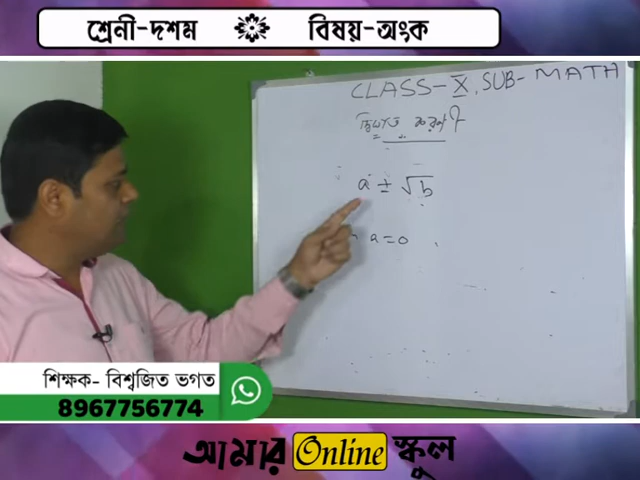 শ্রেনী-দশম বিষয়-অংক
CLASS-X, SUB-MATH
দ্বিঘাত করণী
a ± √b
a=0
শিক্ষক- বিশ্বজিত ভগত
8967756774
আমার Online স্কুল